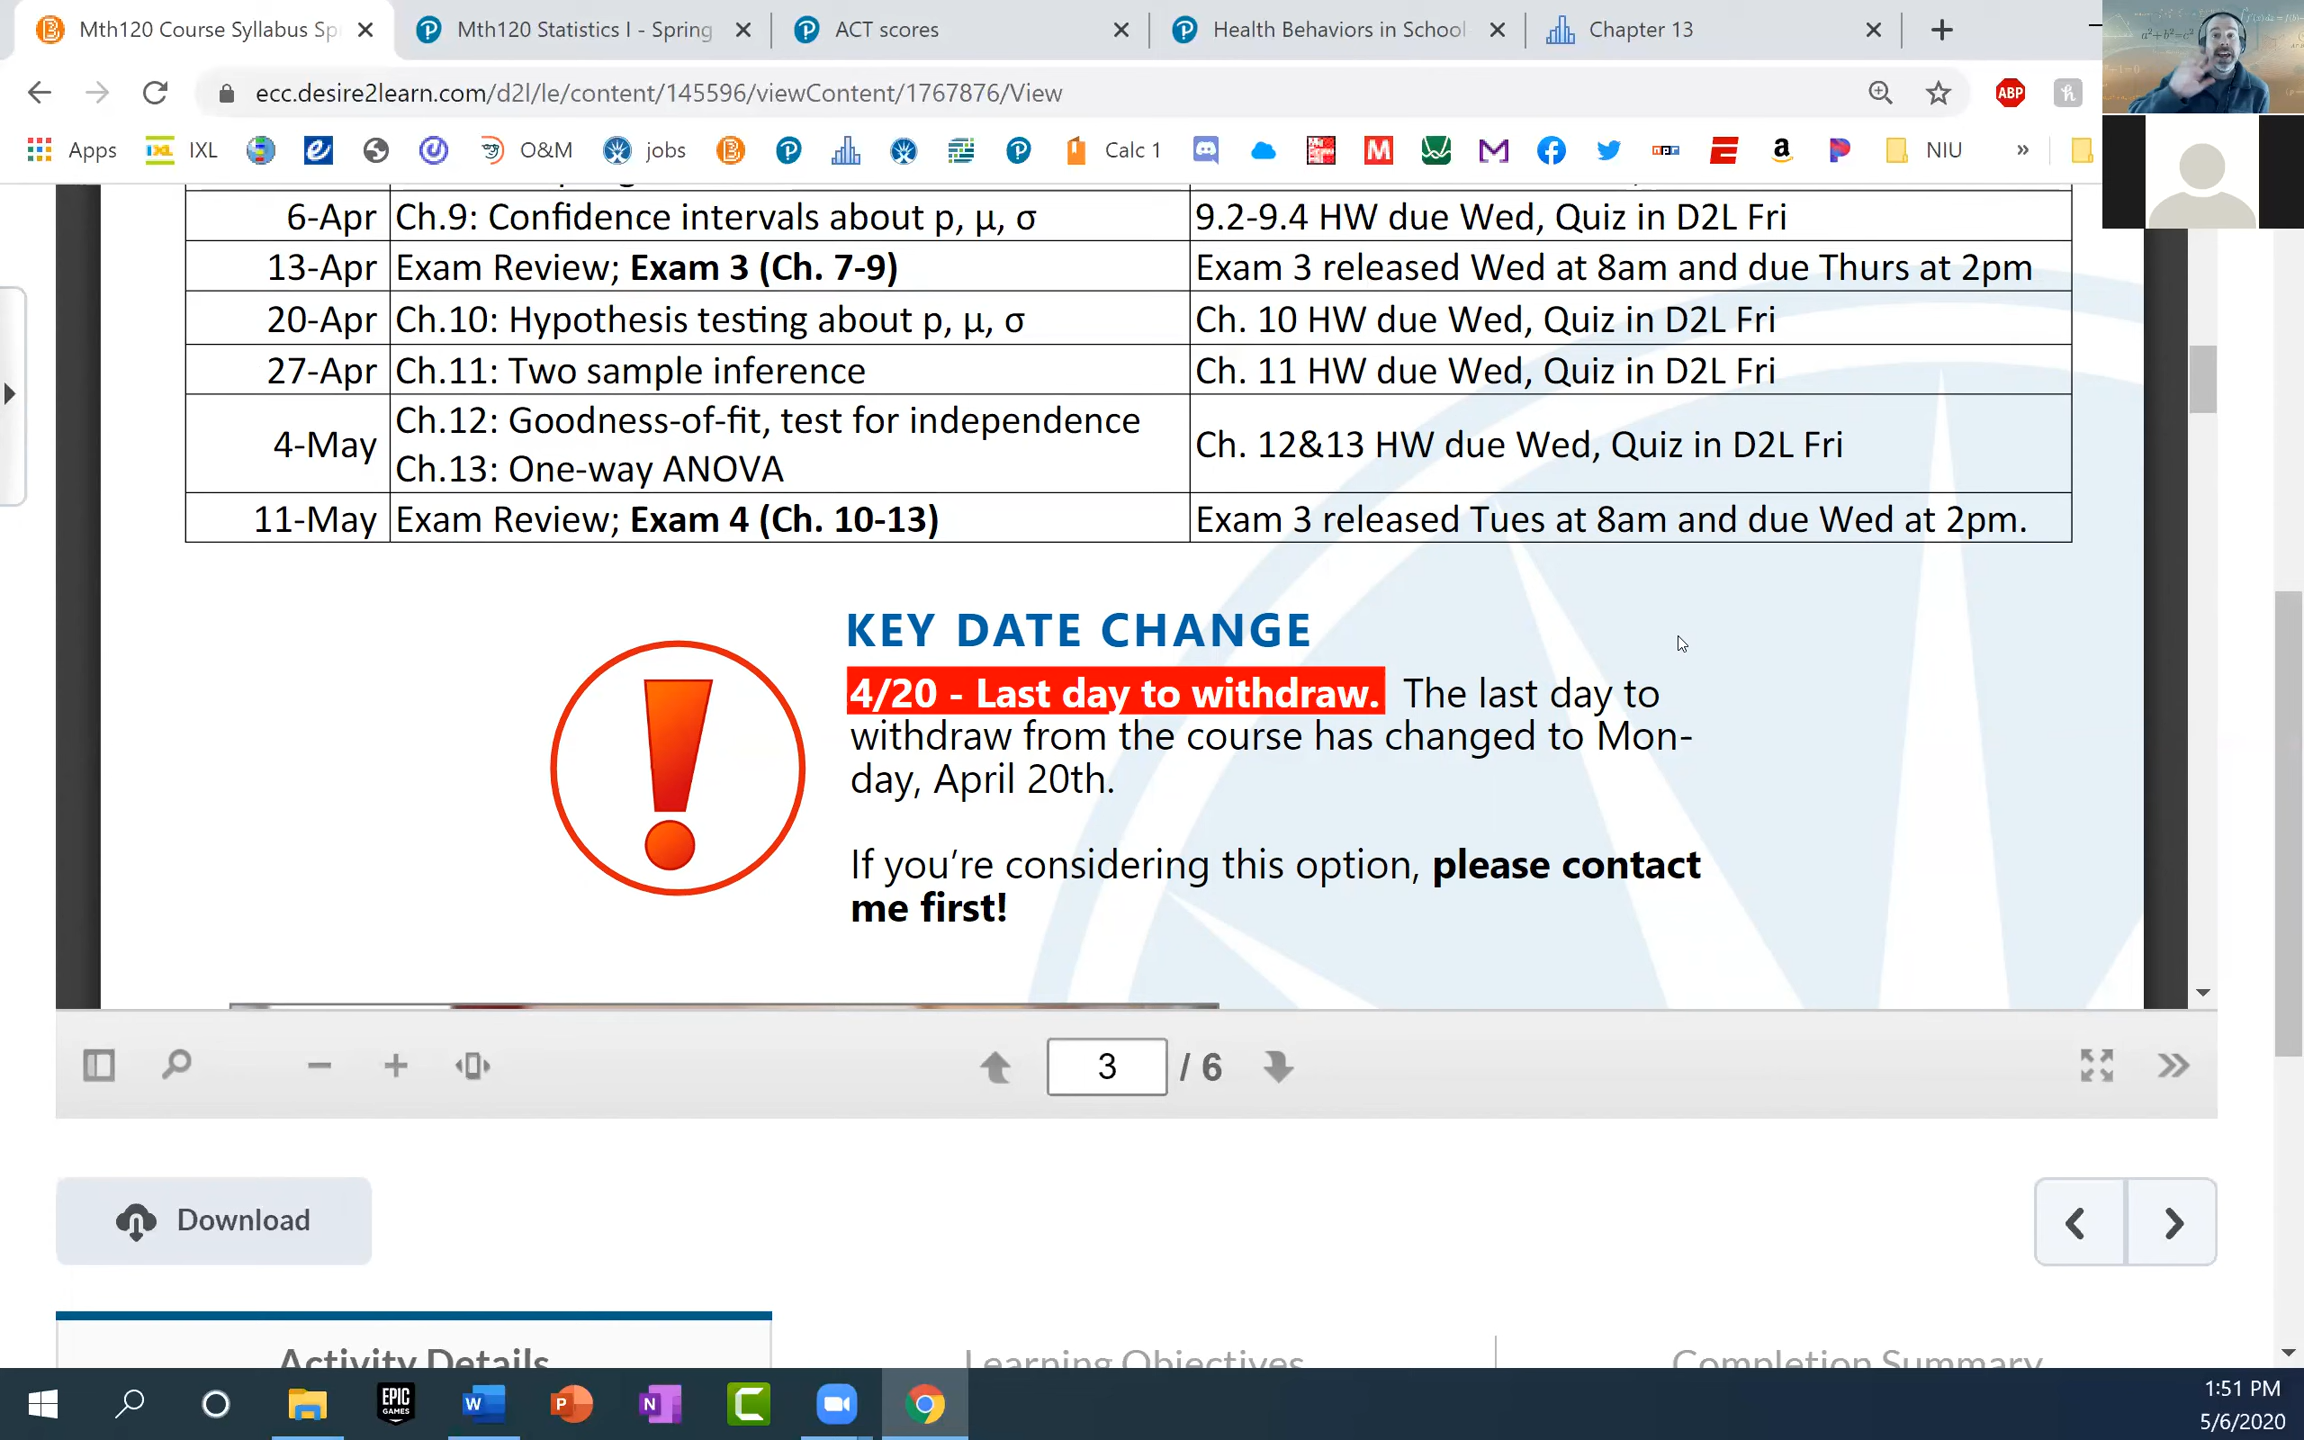 Mth120 Course Syllabus Sp
Mth120 Statistics I - Spring
ACT scores
Health Behaviors in School
Chapter 13
ecc.desire2learn.com/d2l/le/content/145596/viewContent/1767876/View
ABP
Apps
IXL
IXL
O&M
jobs
Calc 1
npr
NIU
6-Apr Ch.9: Confidence intervals about p, μ, σ 9.2-9.4 HW due Wed, Quiz in D2L Fri
13-Apr Exam Review; Exam 3 (Ch. 7-9) Exam 3 released Wed at 8am and due Thurs at 2pm
20-Apr Ch.10: Hypothesis testing about p, μ, σ Ch. 10 HW due Wed, Quiz in D2L Fri
27-Apr Ch.11: Two sample inference Ch. 11 HW due Wed, Quiz in D2L Fri
4-May Ch.12: Goodness-of-fit, test for independence
Ch.13: One-way ANOVA Ch. 12&13 HW due Wed, Quiz in D2L Fri
11-May Exam Review; Exam 4 (Ch. 10-13) Exam 3 released Tues at 8am and due Wed at 2pm.
KEY DATE CHANGE
4/20 - Last day to withdraw. The last day to
withdraw from the course has changed to Mon-
day, April 20th.
If you're considering this option, please contact
me first!
3 / 6
Download
Activity Details
Learning Objectives
Completion Summary
EPIC
GAMES
1:51 PM
5/6/2020